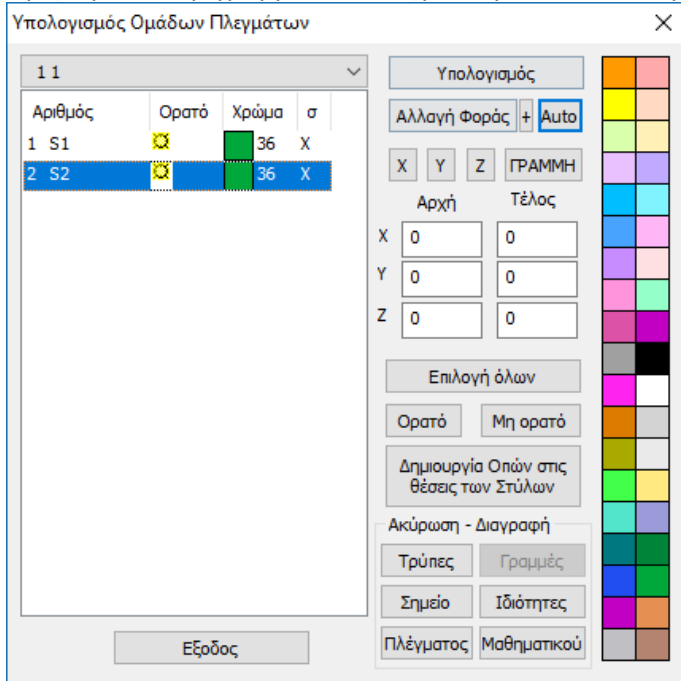 Υπολογισμός Ομάδων Πλεγμάτων
1 1
Υπολογισμός
Αριθμός Ορατό Χρώμα σ
Αλλαγή Φοράς + Auto
1 S1 36 X
2 S2 36 X
X Y Z ΓΡΑΜΜΗ
Αρχή Τέλος
X 0 0
Y 0 0
Z 0 0
Επιλογή όλων
Ορατό Μη ορατό
Δημιουργία Οπών στις
θέσεις των Στύλων
Ακύρωση - Διαγραφή
Τρύπες Γραμμές
Σημείο Ιδιότητες
Πλέγματος Μαθηματικού
Εξοδος